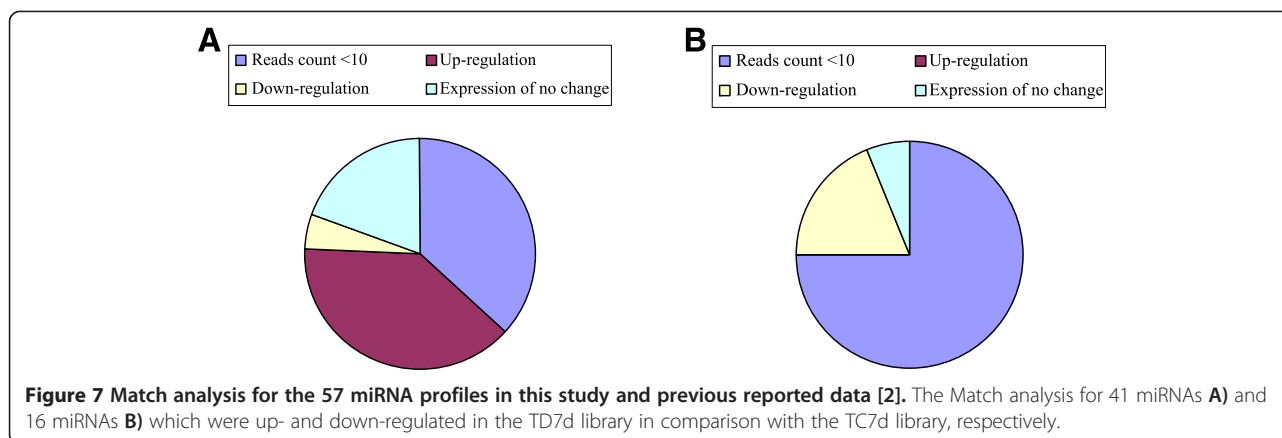 A
Reads count <10 Up-regulation
Down-regulation Expression of no change
B
Reads count <10 Up-regulation
Down-regulation Expression of no change
Figure 7 Match analysis for the 57 miRNA profiles in this study and previous reported data [2]. The Match analysis for 41 miRNAs A) and
16 miRNAs B) which were up- and down-regulated in the TD7d library in comparison with the TC7d library, respectively.